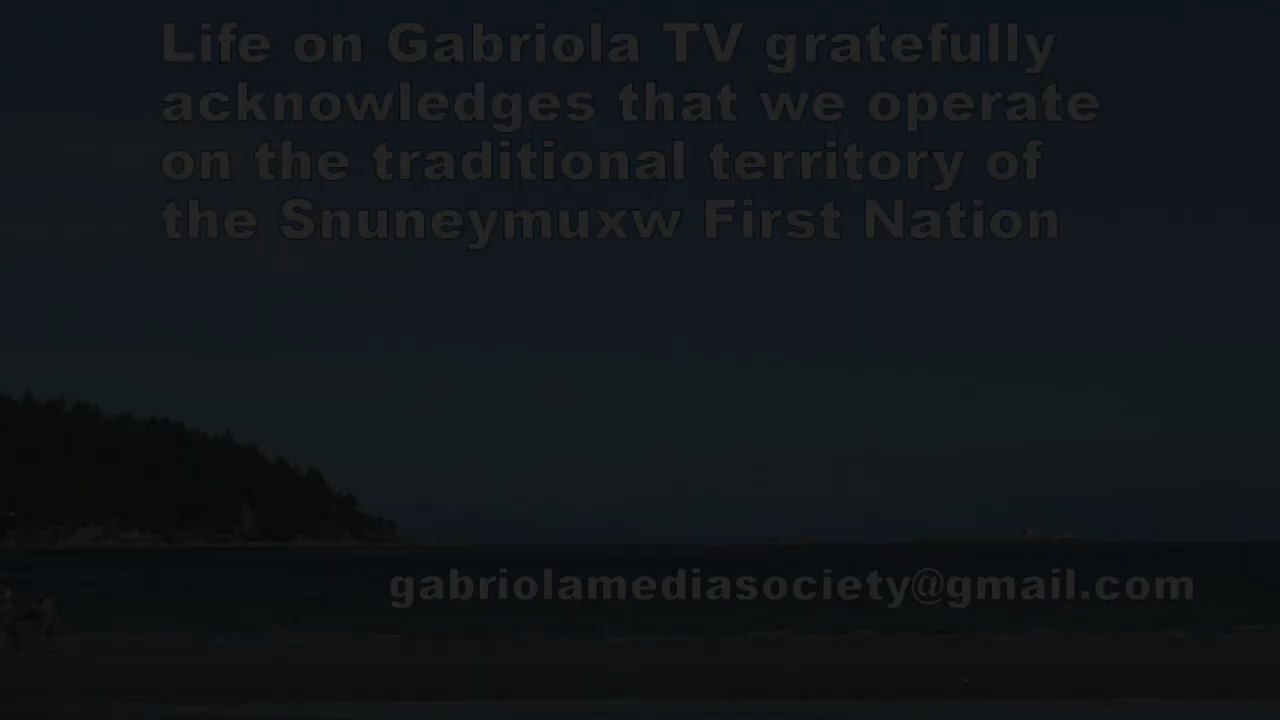 Life on Gabriola TV gratefully
acknowledges that we operate
on the traditional territory of
the Snuneymuxw First Nation
gabriolamediasociety@gmail.com